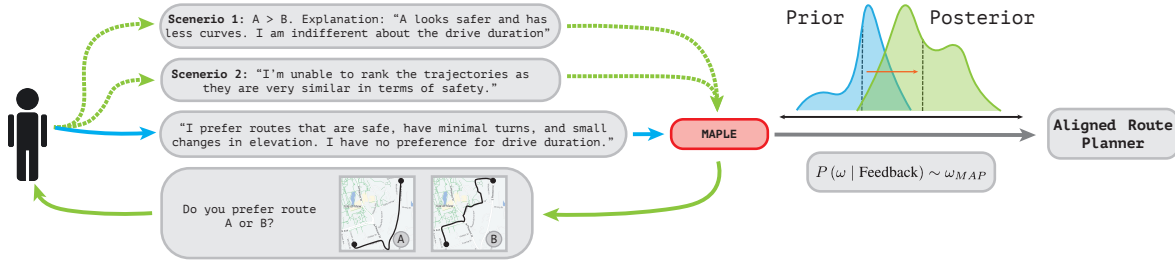 Scenerio 1: A > B. Explanation: “A looks safer and has
less curves. I am indifferent about the drive duration”
Scenario 2: “I’m unable to rank the trajectories as
they are very similar in terms of safety.”
“I prefer routes that are safe, have minimal turns, and small
changes in elevation. I have no preference for drive duration.”
Do you prefer route
A or B?
A
B
MAPLE
Prior
Posterior
P (ω | Feedback) ∼ ω_MAP
Aligned Route
Planner